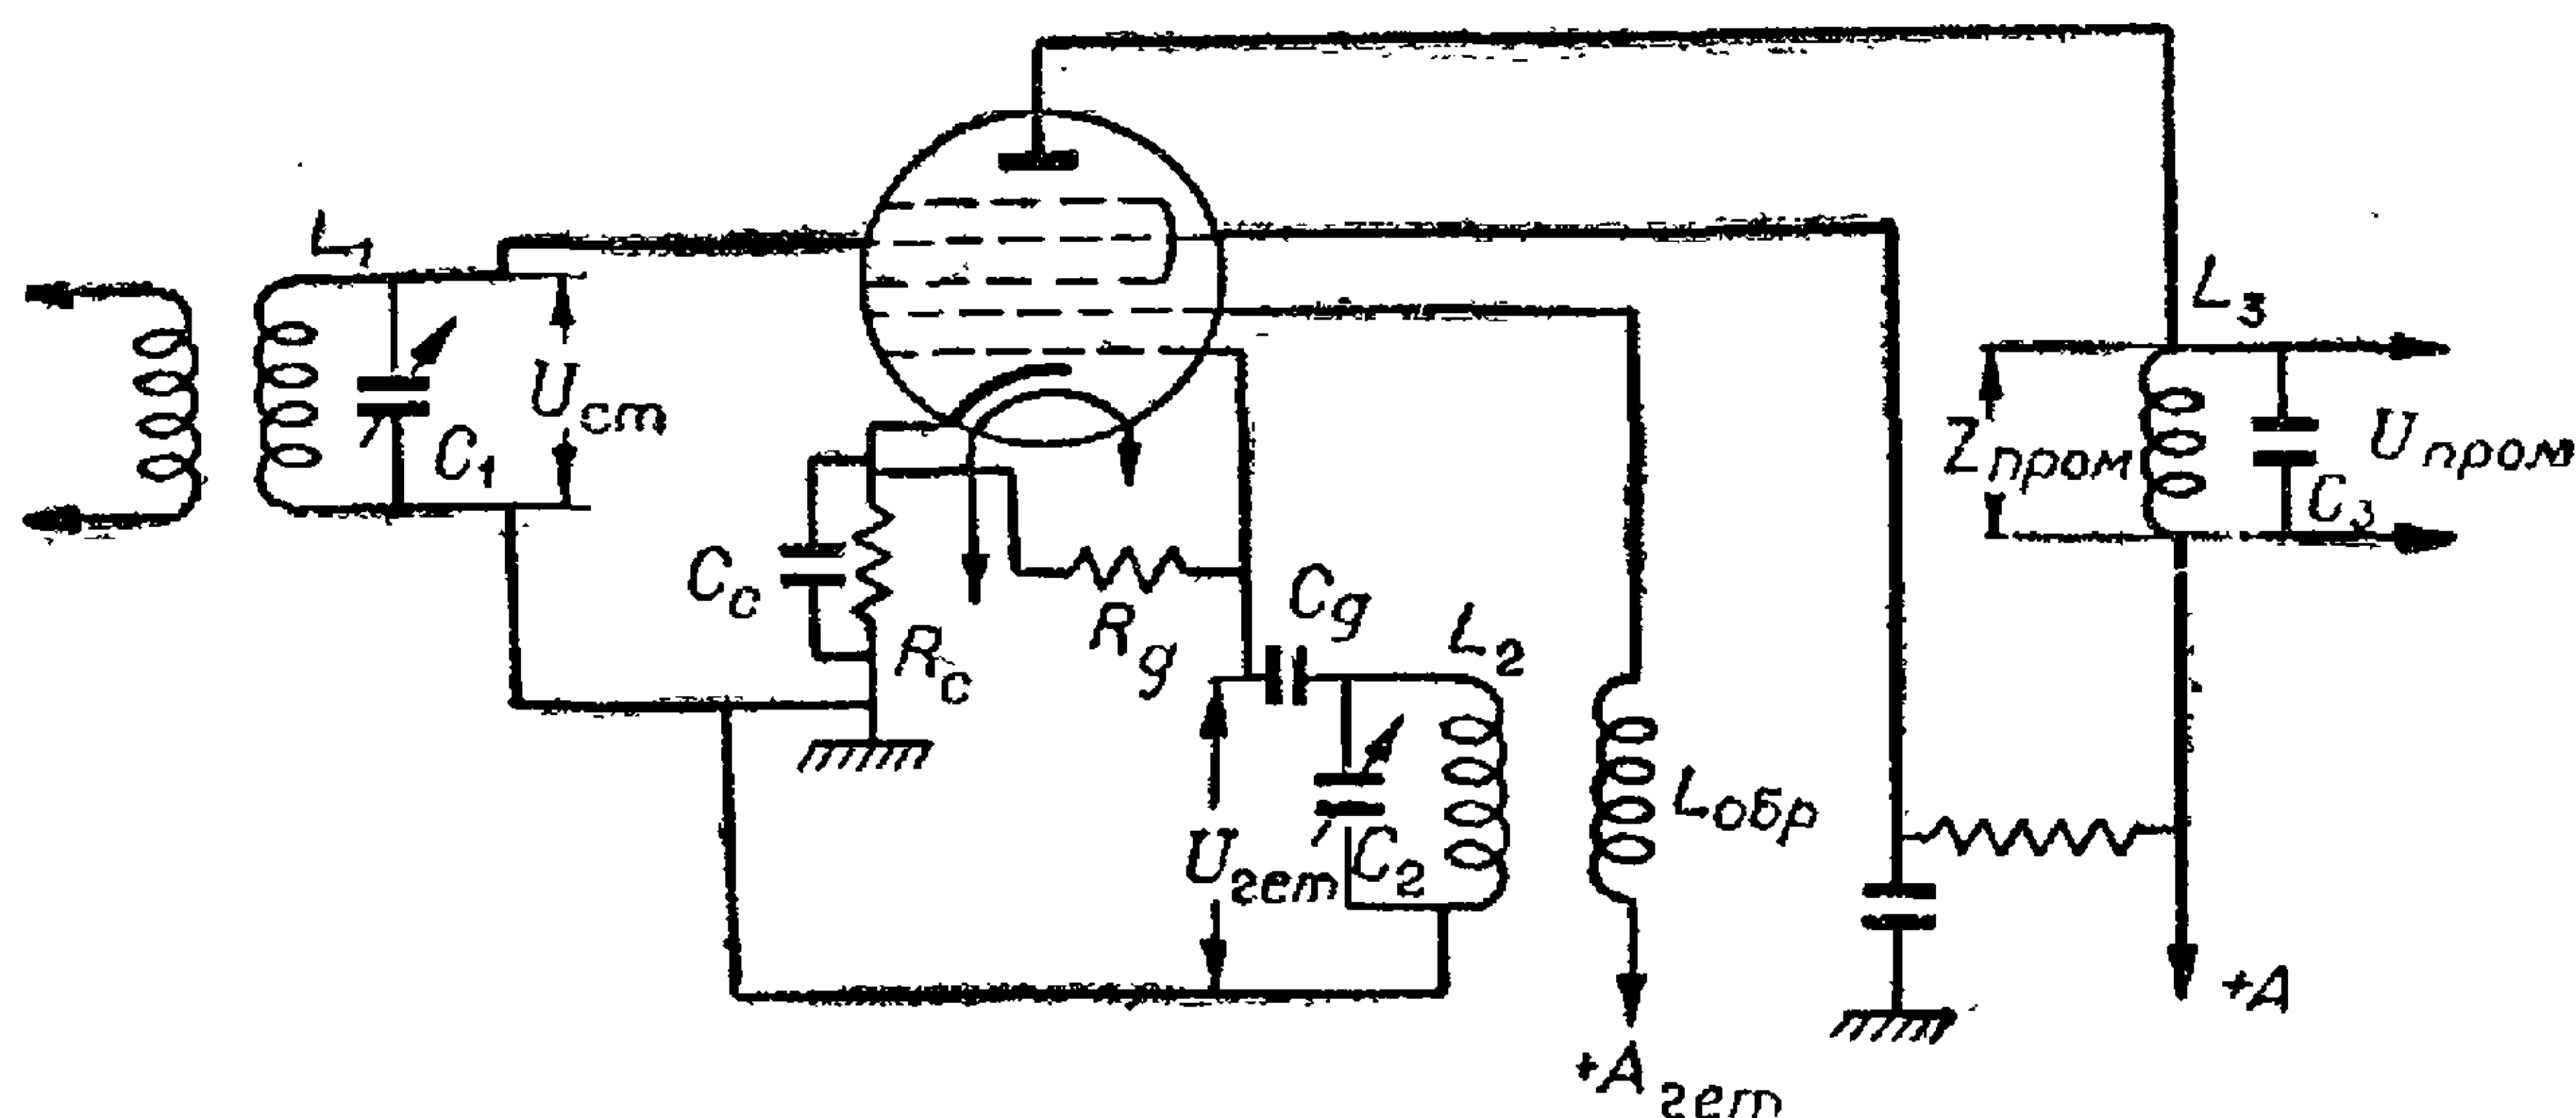 L1
C1
Uст
Cc
Rc
Rg
Cg
L2
Uгет
C2
Lобр
+Aгет
L3
Zпром
C3
Uпром
+A